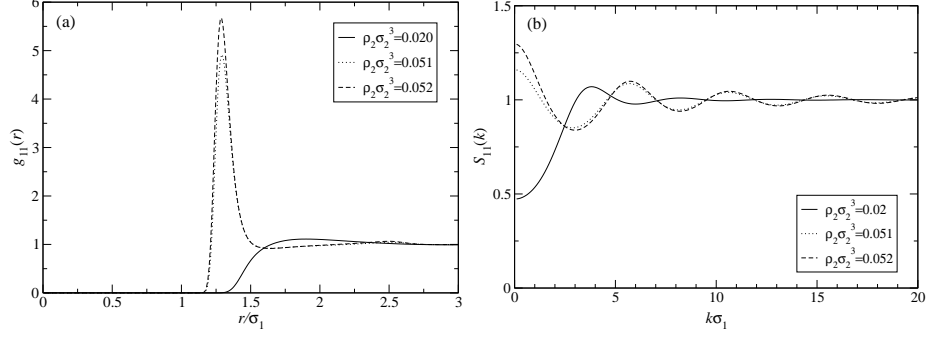 (a)
ρ₂σ₂³=0.020
ρ₂σ₂³=0.051
ρ₂σ₂³=0.052
g₁₁(r)
6
5
4
3
2
1
0
0 0.5 1 1.5 2 2.5 3
r/σ₁
(b)
S₁₁(k)
1.5
1
0.5
0
ρ₂σ₂³=0.02
ρ₂σ₂³=0.051
ρ₂σ₂³=0.052
0 5 10 15 20
kσ₁